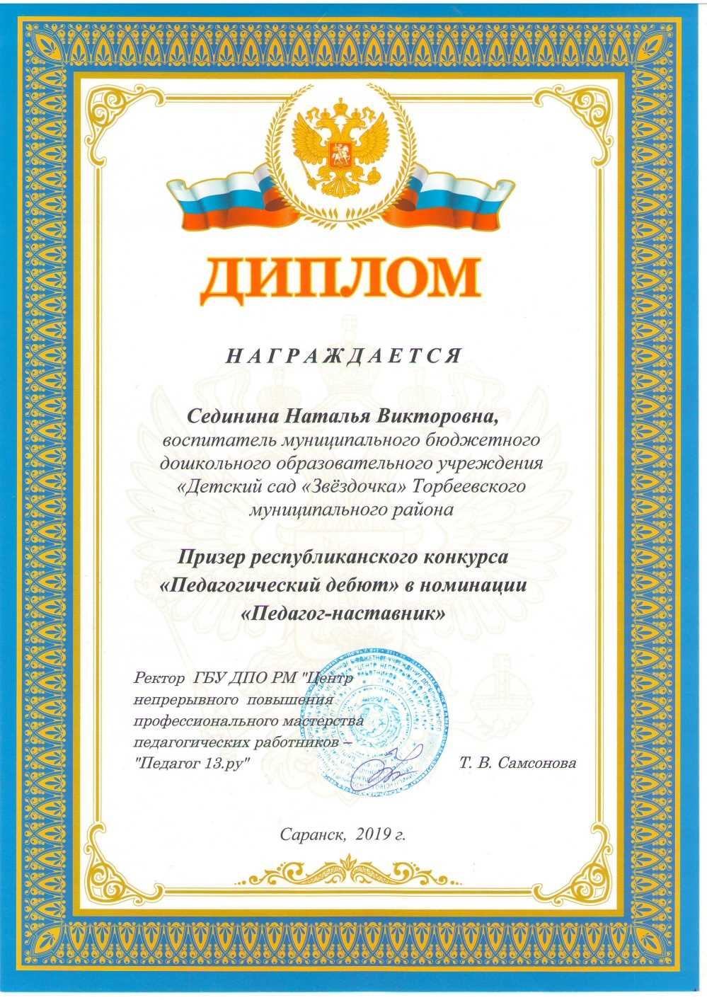 ДИПЛОМ
НАГРАЖДАЕТСЯ
Сединина Наталья Викторовна,
воспитатель муниципального бюджетного
дошкольного образовательного учреждения
«Детский сад «Звёздочка» Торбеевского
муниципального района
Призер республиканского конкурса
«Педагогический дебют» в номинации
«Педагог-наставник»
Ректор ГБУ ДПО РМ "Центр
непрерывного повышения
профессионального мастерства
педагогических работников –
"Педагог 13.ру" Т. В. Самсонова
Саранск, 2019 г.